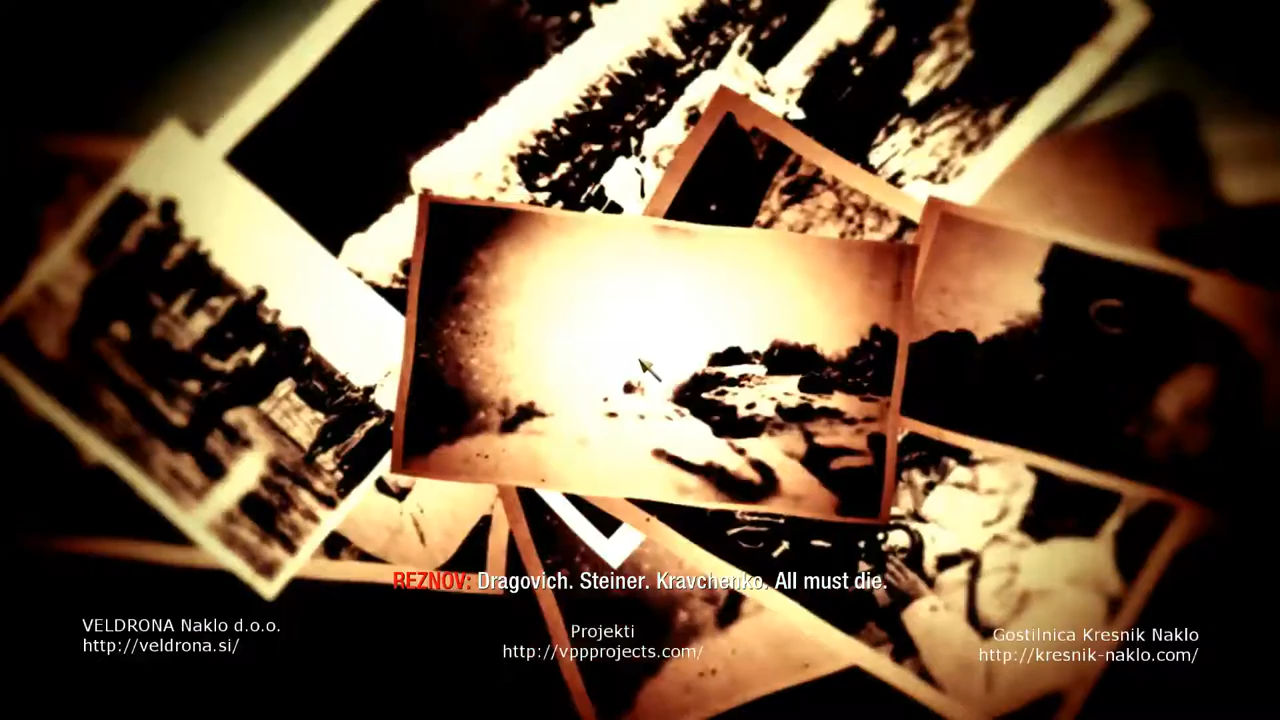 REZNOV: Dragovich. Steiner. Kravchenko. All must die.
VELDRONA Naklo d.o.o.
http://veldrona.si/
Projekti
http://vppprojects.com/
Gostilnica Kresnik Naklo
http://kresnik-naklo.com/